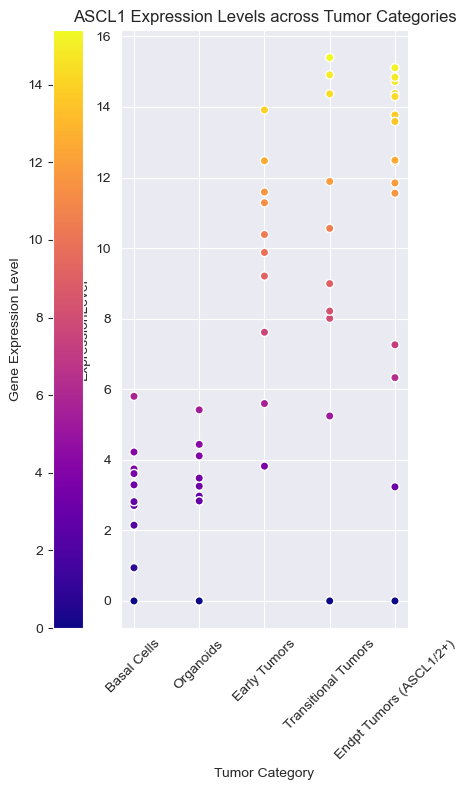 ASCL1 Expression Levels across Tumor Categories
Gene Expression Level
14
12
10
8
6
4
2
0
16
14
12
10
8
6
4
2
0
Basal Cells
Organoids
Early Tumors
Transitional Tumors
Endpt Tumors (ASCL1/2+)
Tumor Category